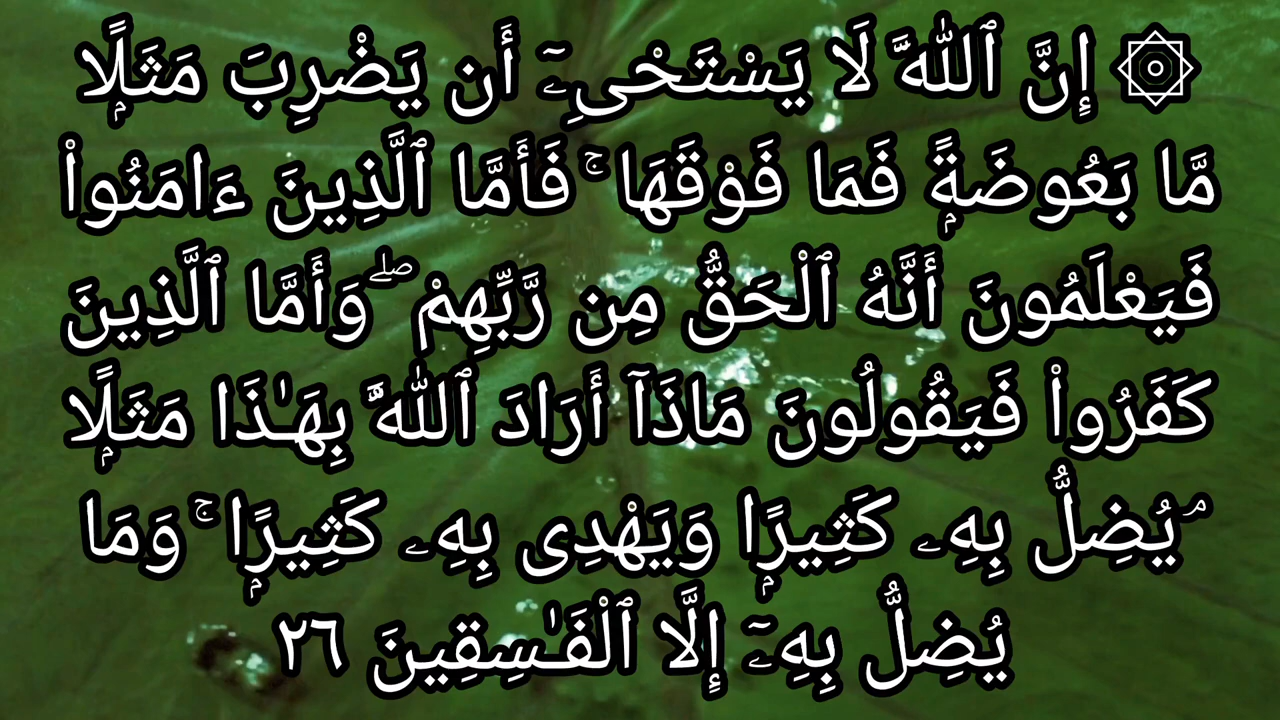 ۞ إِنَّ ٱللَّهَ لَا يَسْتَحْىِۦٓ أَن يَضْرِبَ مَثَلًۭا
مَّا بَعُوضَةًۭ فَمَا فَوْقَهَا ۚ فَأَمَّا ٱلَّذِينَ ءَامَنُوا۟
فَيَعْلَمُونَ أَنَّهُ ٱلْحَقُّ مِن رَّبِّهِمْ ۖ وَأَمَّا ٱلَّذِينَ
كَفَرُوا۟ فَيَقُولُونَ مَاذَآ أَرَادَ ٱللَّهُ بِهَـٰذَا مَثَلًۭا
ۘ يُضِلُّ بِهِۦ كَثِيرًۭا وَيَهْدِى بِهِۦ كَثِيرًۭا ۚ وَمَا
يُضِلُّ بِهِۦٓ إِلَّا ٱلْفَـٰسِقِينَ ٢٦